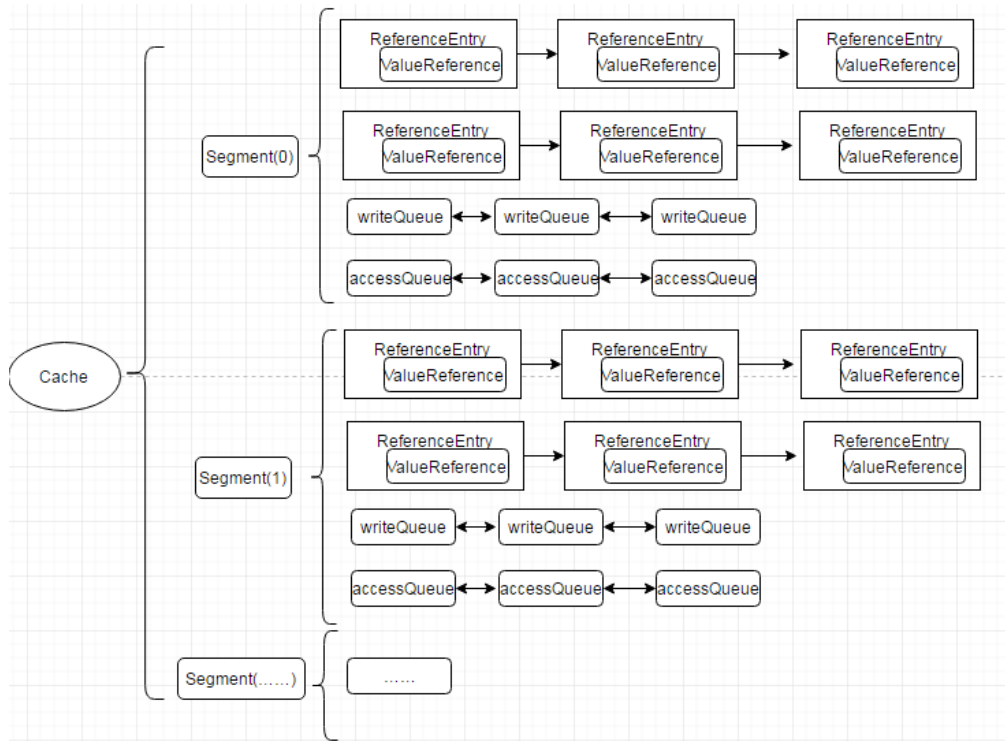 ReferenceEntry ReferenceEntry ReferenceEntry
ValueReference ValueReference ValueReference
ReferenceEntry ReferenceEntry ReferenceEntry
ValueReference ValueReference ValueReference
Segment(0)
writeQueue writeQueue writeQueue
accessQueue accessQueue accessQueue
Cache
ReferenceEntry ReferenceEntry ReferenceEntry
ValueReference ValueReference ValueReference
ReferenceEntry ReferenceEntry ReferenceEntry
ValueReference ValueReference ValueReference
Segment(1)
writeQueue writeQueue writeQueue
accessQueue accessQueue accessQueue
Segment(……)
……